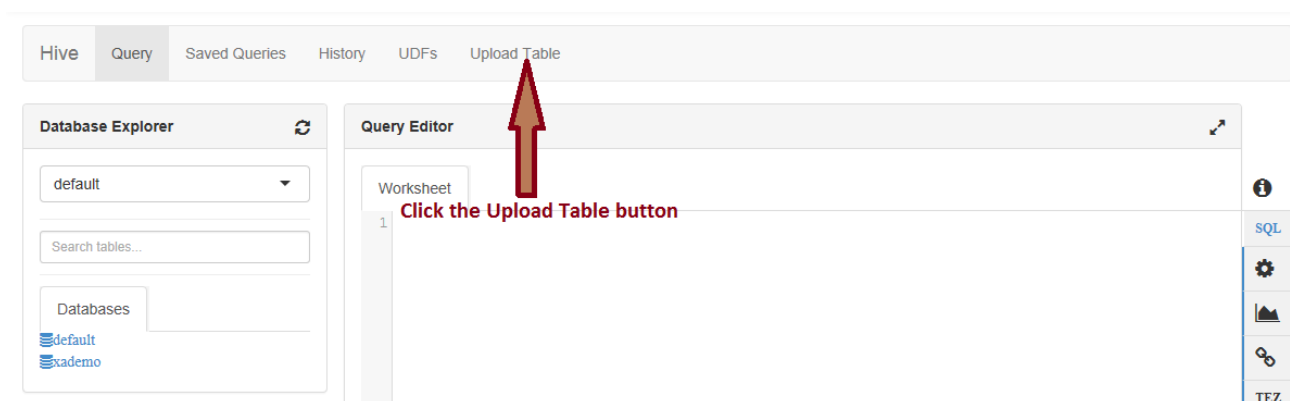 Hive Query Saved Queries History UDFs Upload Table
Database Explorer
Query Editor
default
Worksheet
Click the Upload Table button
1
SQL
Search tables...
Databases
default
xademo
TEZ